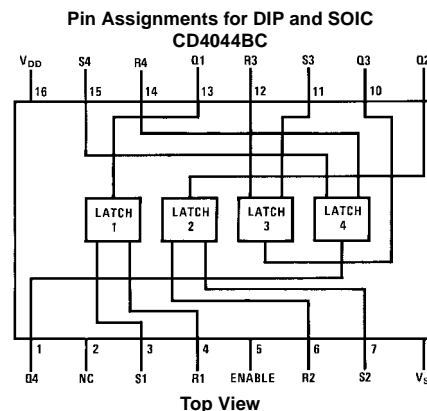 Pin Assignments for DIP and SOIC
CD4044BC
VDD S4 R4 Q1 R3 S3 Q3 Q2
16 15 14 13 12 11 10
LATCH 1 LATCH 2 LATCH 3 LATCH 4
1 2 3 4 5 6 7
Q4 NC S1 R1 ENABLE R2 S2
Top View